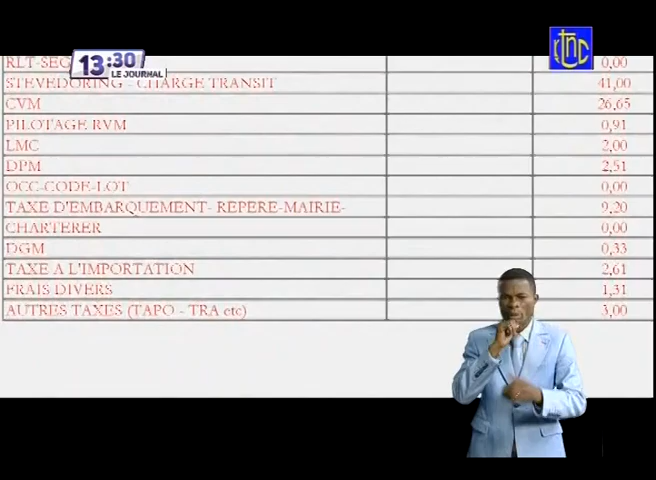 13:30
LE JOURNAL
rtnc
RLT-SEC 0,00
STEVEDORING - CHARGE TRANSIT 41,00
CVM 26,65
PILOTAGE RVM 0,91
LMC 2,00
DPM 2,51
OCC-CODE-LOT 0,00
TAXE D'EMBARQUEMENT- REPERE-MAIRIE- 9,20
CHARTERER 0,00
DGM 0,33
TAXE A L'IMPORTATION 2,61
FRAIS DIVERS 1,31
AUTRES TAXES (TAPO - TRA etc) 3,00